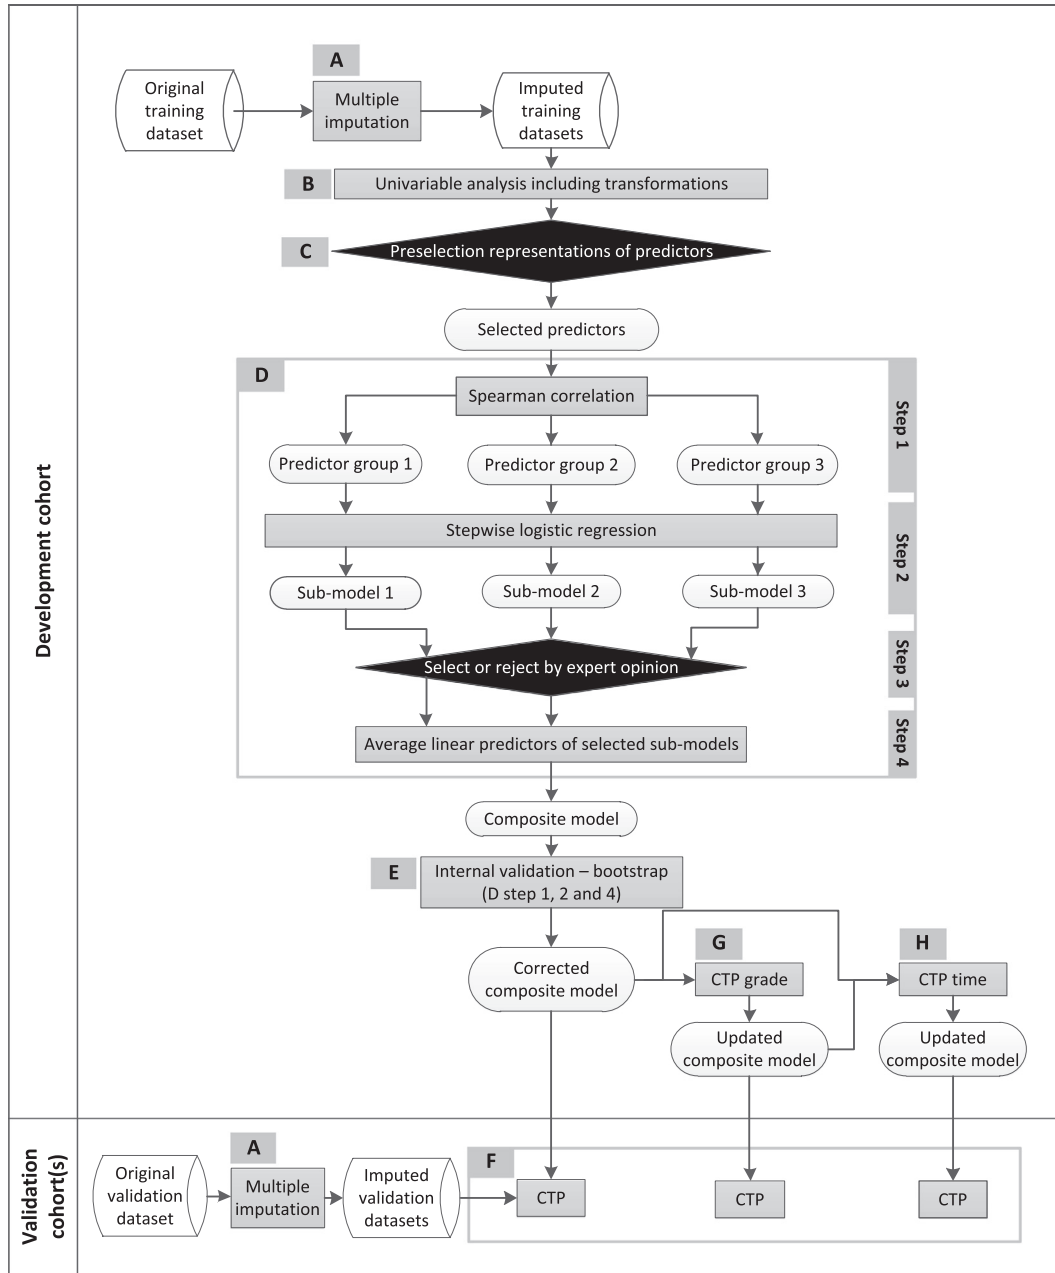 Development cohort
A
Original
training
dataset
Multiple
imputation
Imputed
training
datasets
B
Univariable analysis including transformations
C
Preselection representations of predictors
Selected predictors
D
Spearman correlation
Step 1
Predictor group 1
Predictor group 2
Predictor group 3
Stepwise logistic regression
Step 2
Sub-model 1
Sub-model 2
Sub-model 3
Select or reject by expert opinion
Step 3
Average linear predictors of selected sub-models
Step 4
Composite model
E
Internal validation – bootstrap
(D step 1, 2 and 4)
Corrected
composite model
G
CTP grade
Updated
composite model
H
CTP time
Updated
composite model
Validation
cohort(s)
A
Original
validation
dataset
Multiple
imputation
Imputed
validation
datasets
F
CTP
CTP
CTP